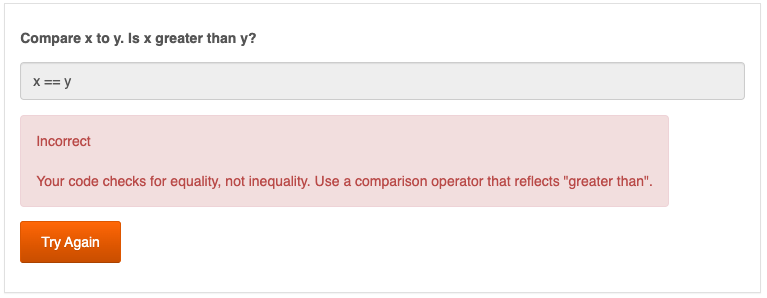 Compare x to y. Is x greater than y?
x == y
Incorrect
Your code checks for equality, not inequality. Use a comparison operator that reflects "greater than".
Try Again